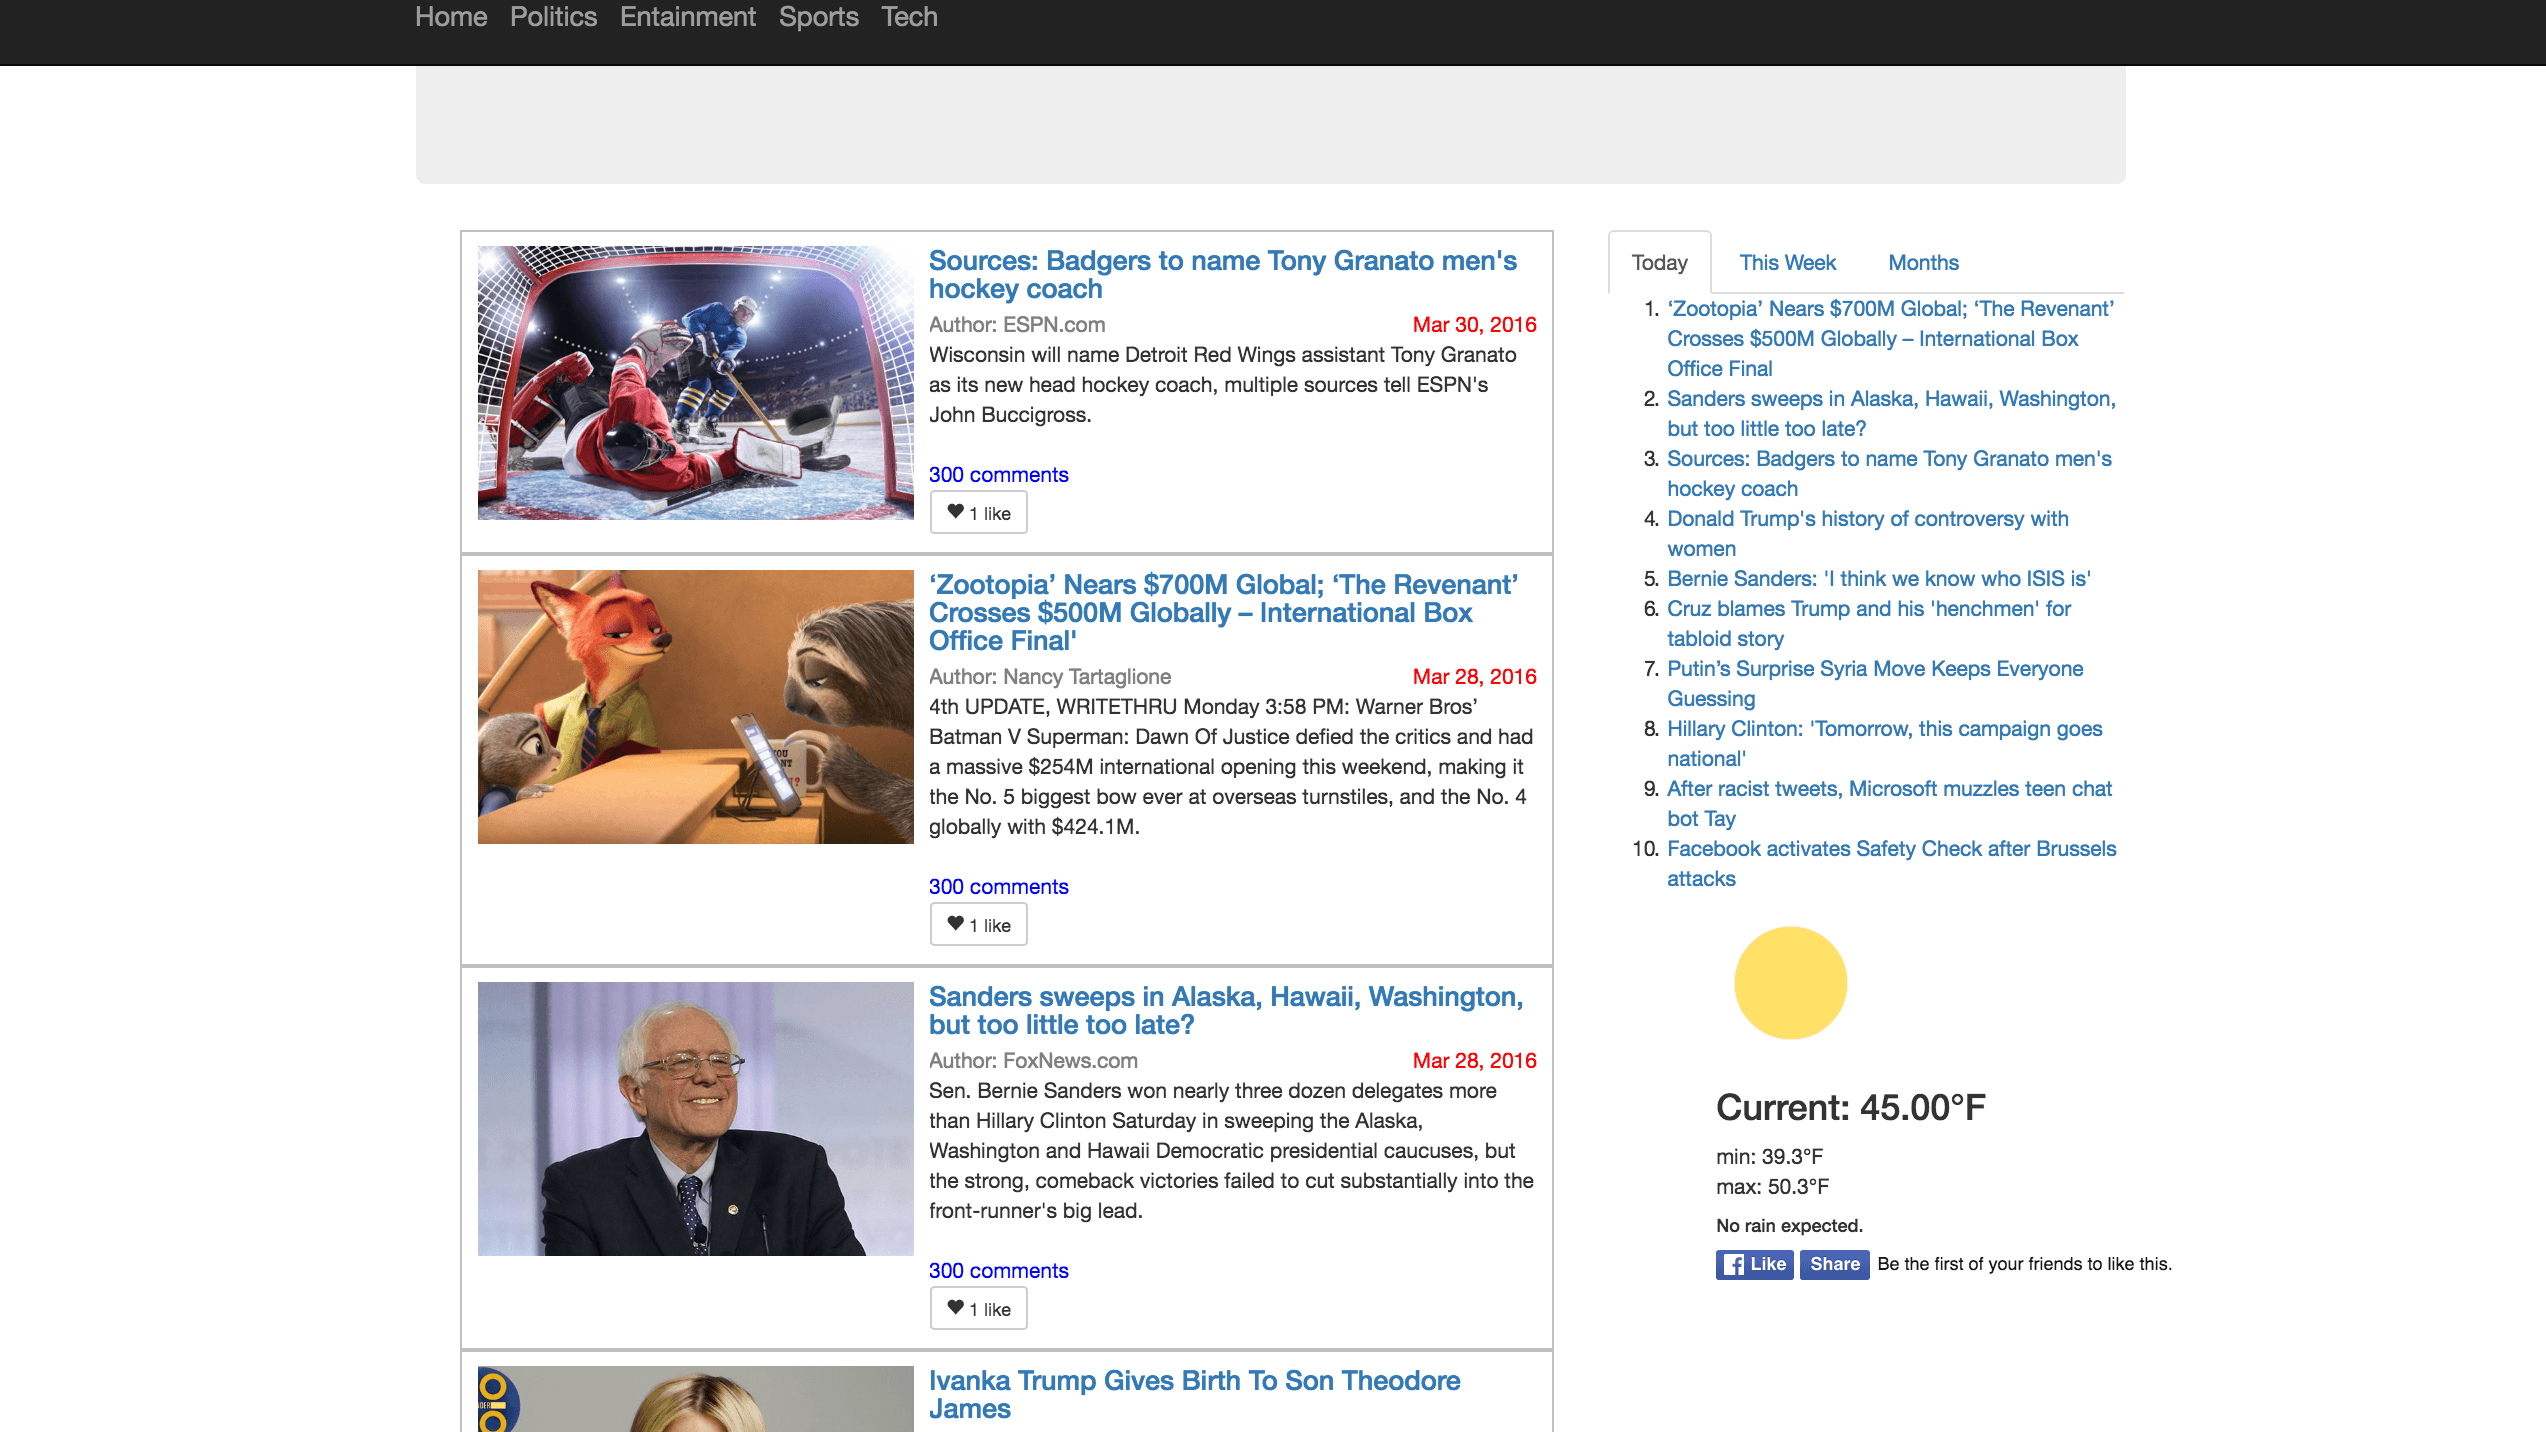 Home Politics Entainment Sports Tech
Sources: Badgers to name Tony Granato men's
hockey coach
Author: ESPN.com Mar 30, 2016
Wisconsin will name Detroit Red Wings assistant Tony Granato
as its new head hockey coach, multiple sources tell ESPN's
John Buccigross.
300 comments
1 like
‘Zootopia’ Nears $700M Global; ‘The Revenant’
Crosses $500M Globally – International Box
Office Final'
Author: Nancy Tartaglione Mar 28, 2016
4th UPDATE, WRITETHRU Monday 3:58 PM: Warner Bros’
Batman V Superman: Dawn Of Justice defied the critics and had
a massive $254M international opening this weekend, making it
the No. 5 biggest bow ever at overseas turnstiles, and the No. 4
globally with $424.1M.
300 comments
1 like
Sanders sweeps in Alaska, Hawaii, Washington,
but too little too late?
Author: FoxNews.com Mar 28, 2016
Sen. Bernie Sanders won nearly three dozen delegates more
than Hillary Clinton Saturday in sweeping the Alaska,
Washington and Hawaii Democratic presidential caucuses, but
the strong, comeback victories failed to cut substantially into the
front-runner's big lead.
300 comments
1 like
Ivanka Trump Gives Birth To Son Theodore
James
Today This Week Months
1. ‘Zootopia’ Nears $700M Global; ‘The Revenant’
Crosses $500M Globally – International Box
Office Final
2. Sanders sweeps in Alaska, Hawaii, Washington,
but too little too late?
3. Sources: Badgers to name Tony Granato men's
hockey coach
4. Donald Trump's history of controversy with
women
5. Bernie Sanders: 'I think we know who ISIS is'
6. Cruz blames Trump and his 'henchmen' for
tabloid story
7. Putin’s Surprise Syria Move Keeps Everyone
Guessing
8. Hillary Clinton: 'Tomorrow, this campaign goes
national'
9. After racist tweets, Microsoft muzzles teen chat
bot Tay
10. Facebook activates Safety Check after Brussels
attacks
Current: 45.00°F
min: 39.3°F
max: 50.3°F
No rain expected.
Like Share Be the first of your friends to like this.